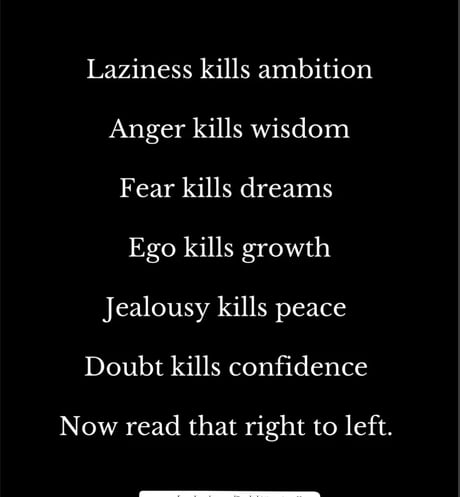 Laziness kills ambition
Anger kills wisdom
Fear kills dreams
Ego kills growth
Jealousy kills peace
Doubt kills confidence
Now read that right to left.